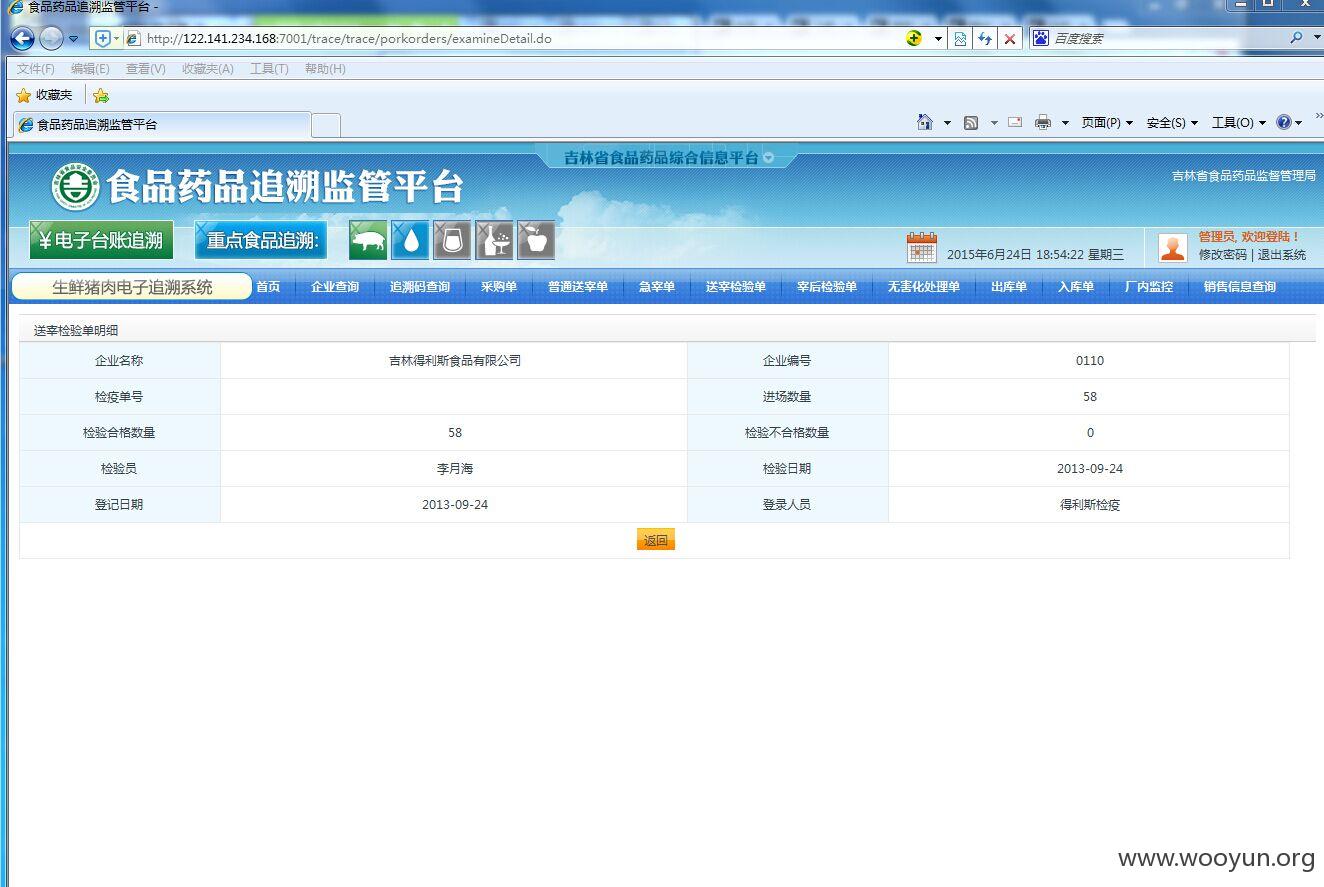 食品药品追溯监管平台 -
http://122.141.234.168:7001/trace/trace/porkorders/examineDetail.do
百度搜索
文件(F) 编辑(E) 查看(V) 收藏夹(A) 工具(T) 帮助(H)
收藏夹
食品药品追溯监管平台
页面(P) 安全(S) 工具(O)
吉林省食品药品综合信息平台
食品药品追溯监管平台
吉林省食品药品监督管理局
¥电子台账追溯 重点食品追溯:
2015年6月24日 18:54:22 星期三
管理员, 欢迎登陆！
修改密码 | 退出系统
生鲜猪肉电子追溯系统 首页 企业查询 追溯码查询 采购单 普通送宰单 急宰单 送宰检验单 宰后检验单 无害化处理单 出库单 入库单 厂内监控 销售信息查询
送宰检验单明细
企业名称 吉林得利斯食品有限公司 企业编号 0110
检疫单号 进场数量 58
检验合格数量 58 检验不合格数量 0
检验员 李月海 检验日期 2013-09-24
登记日期 2013-09-24 登录人员 得利斯检疫
返回
www.wooyun.org